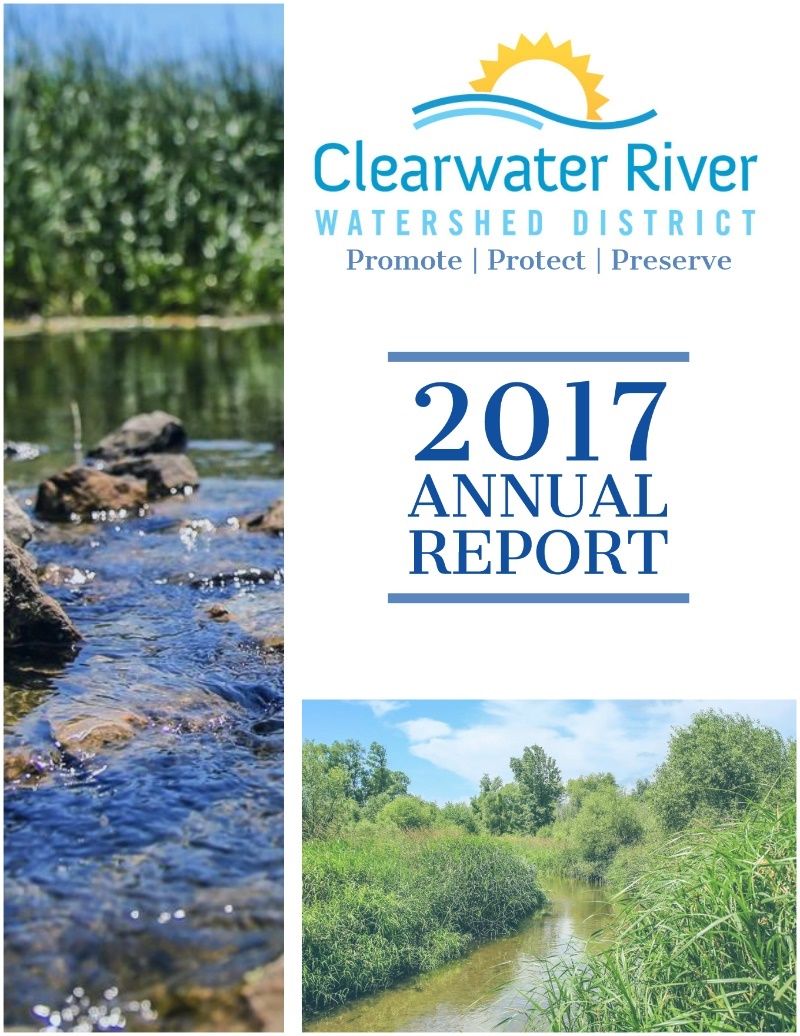 Clearwater River
WATERSHED DISTRICT
Promote | Protect | Preserve
2017
ANNUAL
REPORT